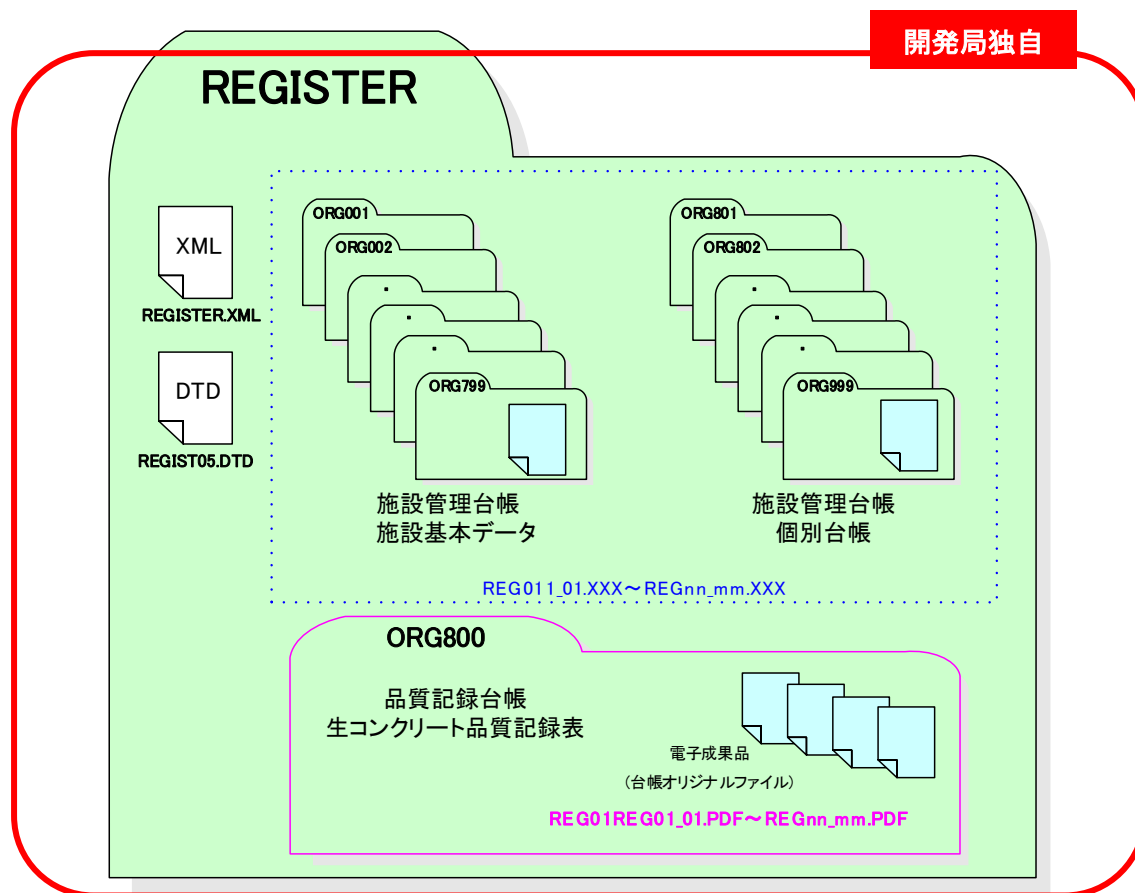 開発局独自
REGISTER
XML
REGISTER.XML
DTD
REGIST05.DTD
ORG001
ORG002
・
・
・
ORG799
施設管理台帳
施設基本データ
ORG801
ORG802
・
・
・
ORG999
施設管理台帳
個別台帳
REG011_01.XXX～REGnn_mm.XXX
ORG800
品質記録台帳
生コンクリート品質記録表
電子成果品
(台帳オリジナルファイル)
REG01REG01_01.PDF～REGnn_mm.PDF